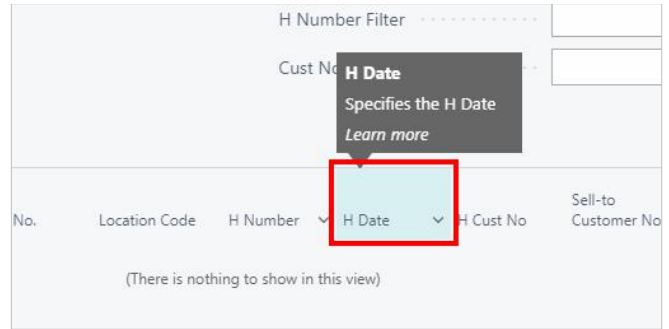 H Number Filter
Cust No
H Date
Specifies the H Date
Learn more
No.
Location Code
H Number
H Date
H Cust No
Sell-to
Customer No
(There is nothing to show in this view)